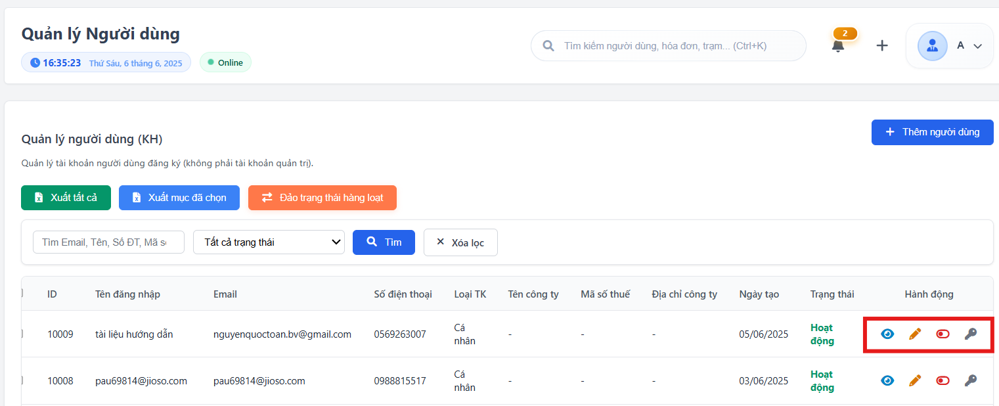 Quản lý Người dùng
16:35:23 Thứ Sáu, 6 tháng 6, 2025 Online
Tìm kiếm người dùng, hóa đơn, trạm... (Ctrl+K)
2
A
Quản lý người dùng (KH)
Thêm người dùng
Quản lý tài khoản người dùng đăng ký (không phải tài khoản quản trị).
Xuất tất cả Xuất mục đã chọn Đảo trạng thái hàng loạt
Tìm Email, Tên, Số ĐT, Mã số Tất cả trạng thái Tìm Xóa lọc
ID Tên đăng nhập Email Số điện thoại Loại TK Tên công ty Mã số thuế Địa chỉ công ty Ngày tạo Trạng thái Hành động
10009 tài liệu hướng dẫn nguyenquoctoan.bv@gmail.com 0569263007 Cá nhân - - - 05/06/2025 Hoạt động
10008 pau69814@jioso.com pau69814@jioso.com 0988815517 Cá nhân - - - 03/06/2025 Hoạt động